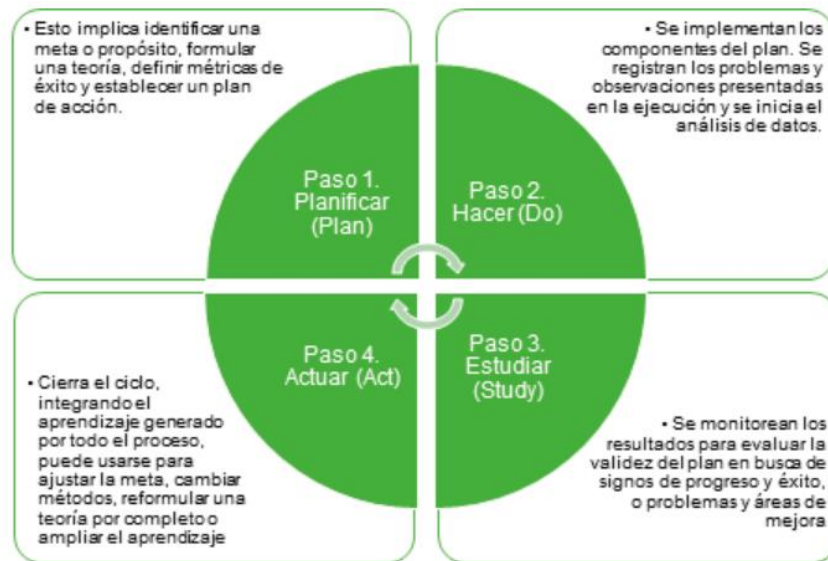 • Esto implica identificar una
meta o propósito, formular
una teoría, definir métricas de
éxito y establecer un plan
de acción.
• Se implementan los
componentes del plan. Se
registran los problemas y
observaciones presentadas
en la ejecución y se inicia el
análisis de datos.
Paso 1.
Planificar
(Plan)
Paso 2.
Hacer (Do)
Paso 4.
Actuar (Act)
Paso 3.
Estudiar
(Study)
• Cierra el ciclo,
integrando el
aprendizaje generado
por todo el proceso,
puede usarse para
ajustar la meta, cambiar
métodos, reformular una
teoría por completo o
ampliar el aprendizaje
• Se monitorean los
resultados para evaluar la
validez del plan en busca de
signos de progreso y éxito,
o problemas y áreas de
mejora